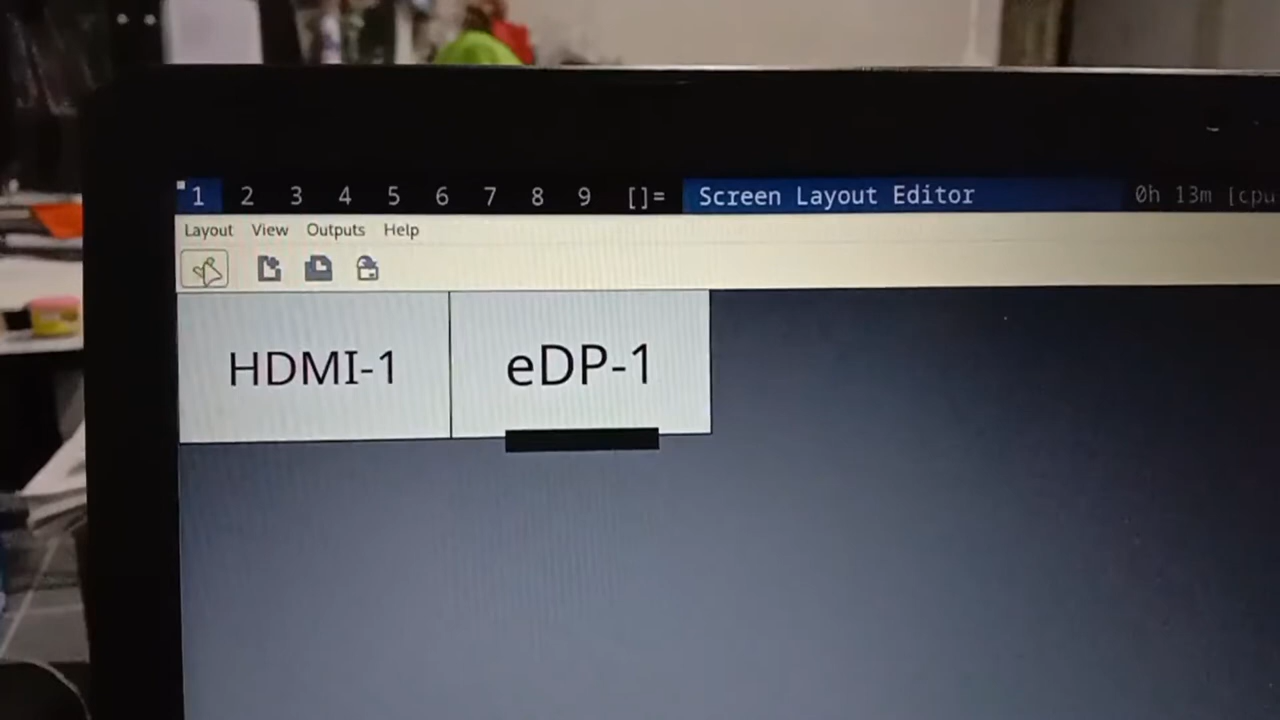 1 2 3 4 5 6 7 8 9 []= Screen Layout Editor 0h 13m [cpu
Layout View Outputs Help
HDMI-1 eDP-1